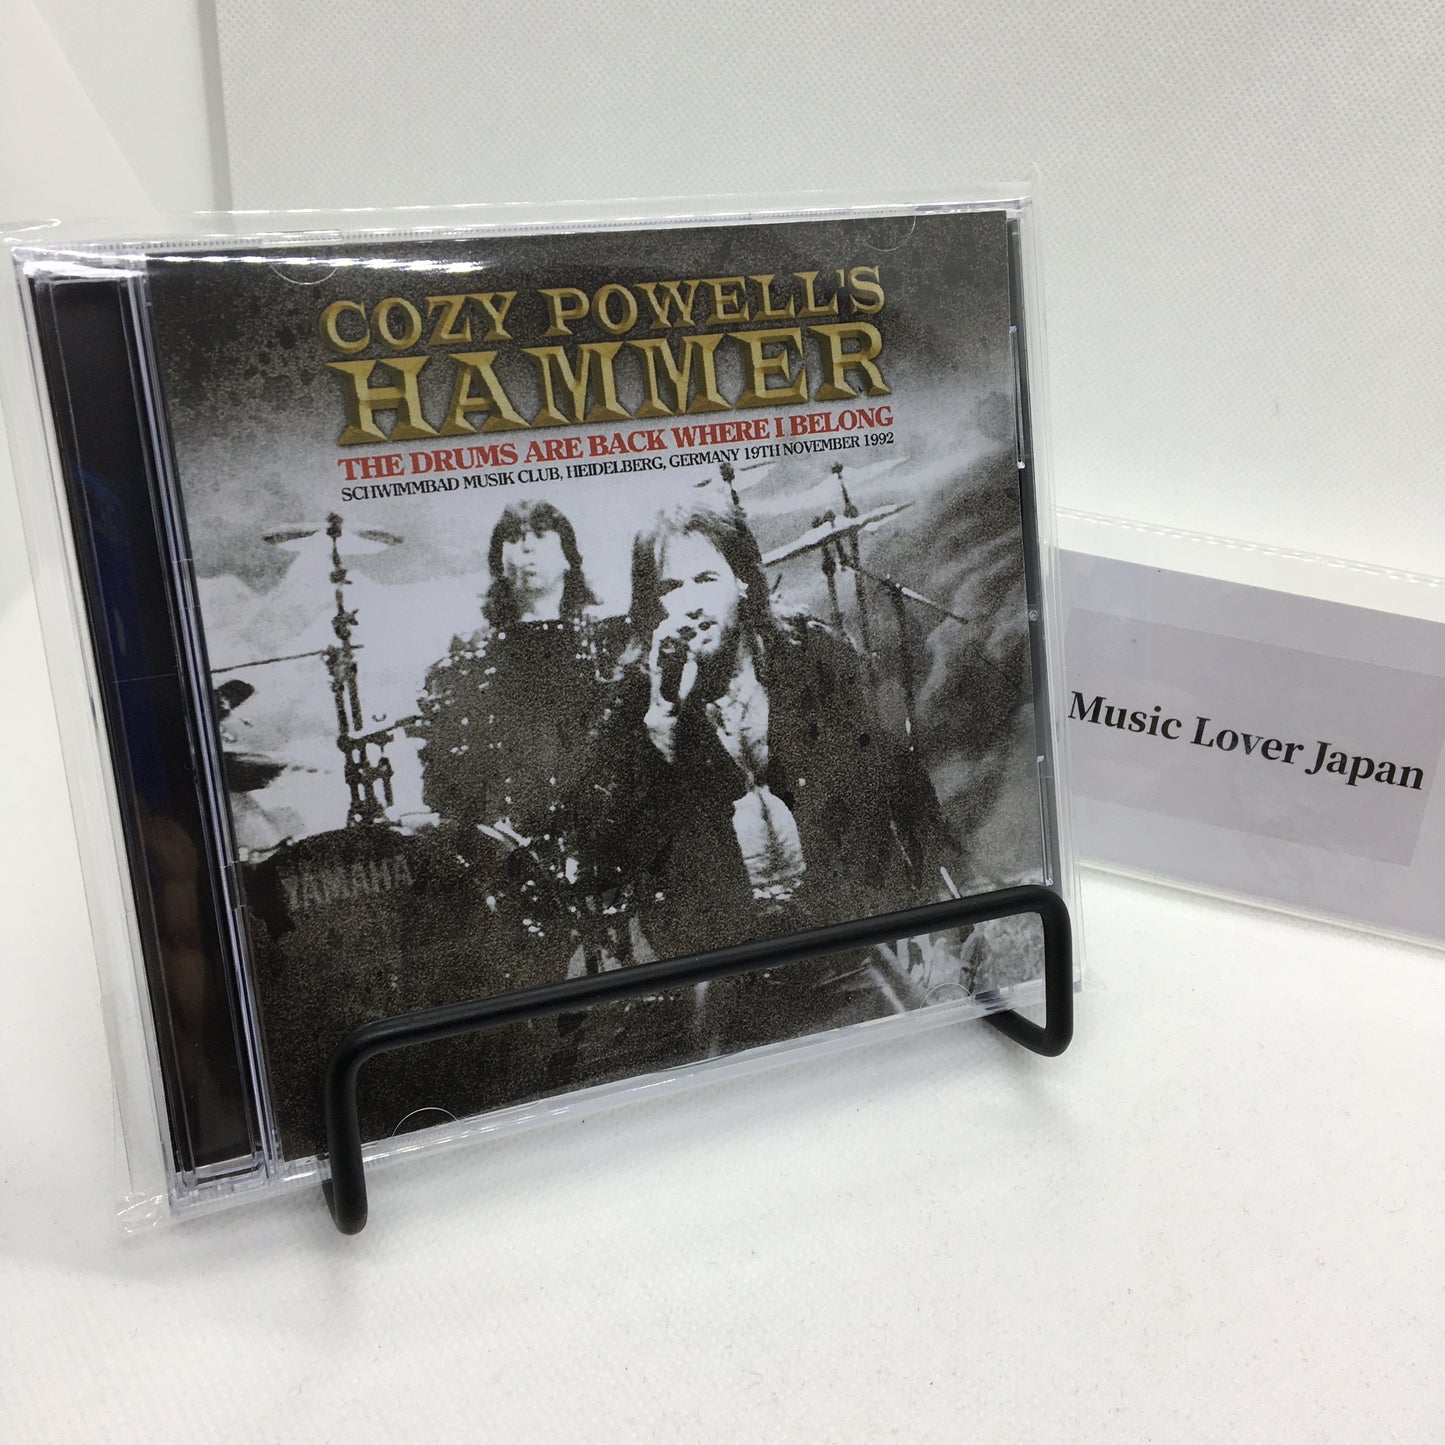 COZY POWELL'S
HAMMER
THE DRUMS ARE BACK WHERE I BELONG
SCHWIMMBAD MUSIK CLUB, HEIDELBERG, GERMANY 19TH NOVEMBER 1992
YAMAHA
Music Lover Japan